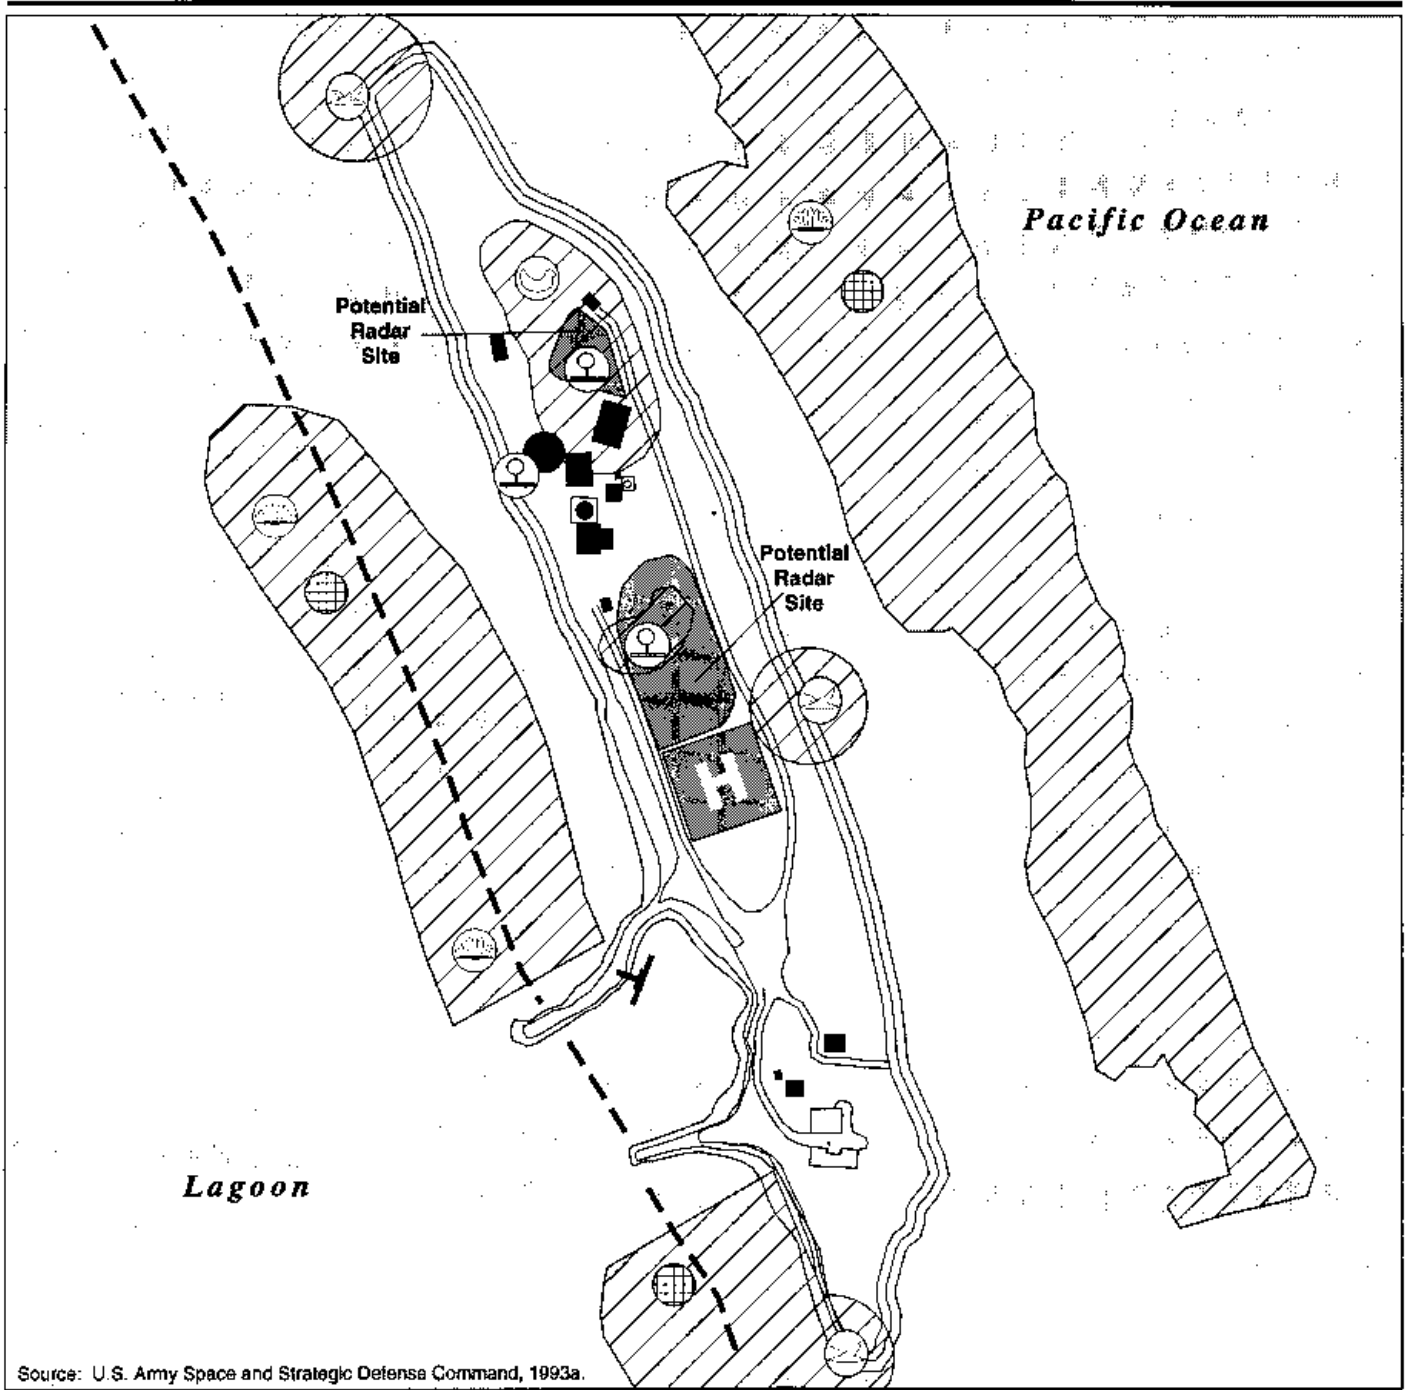 Pacific Ocean
Potential
Radar
Site
Potential
Radar
Site
H
Lagoon
Source: U.S. Army Space and Strategic Defense Command, 1993a.